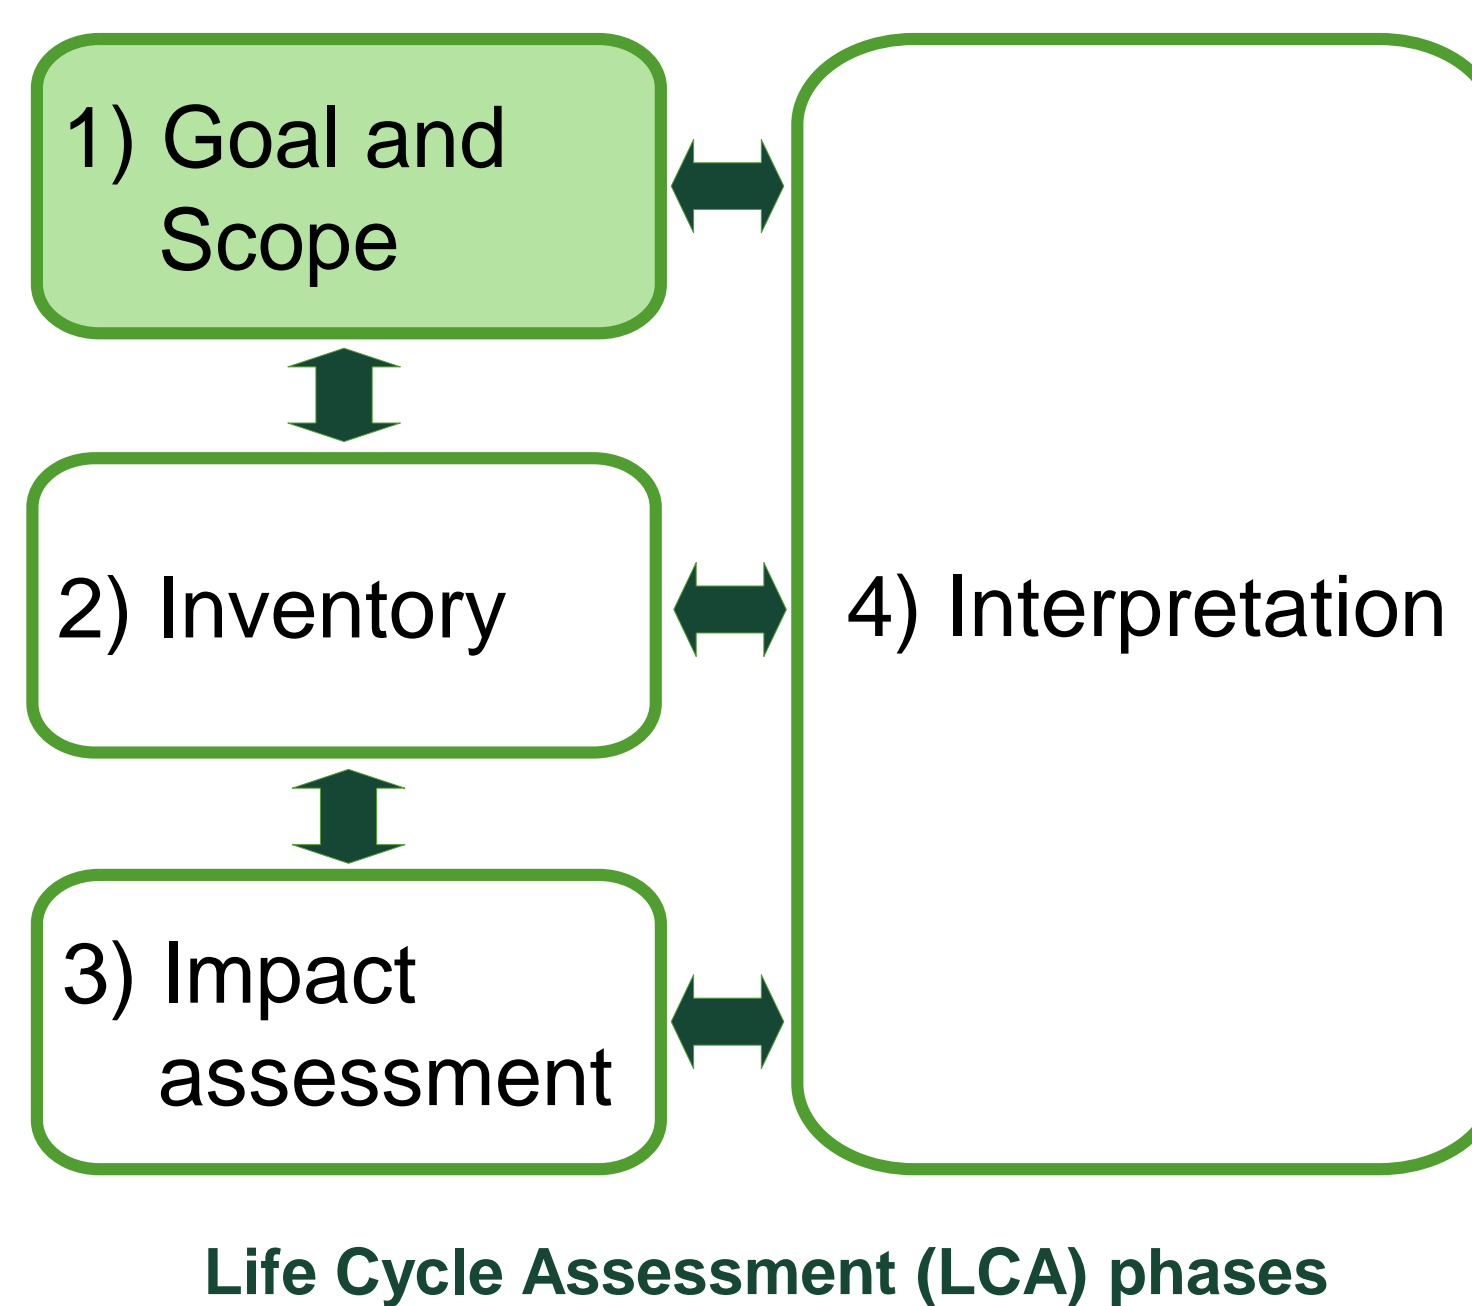 1) Goal and
Scope
2) Inventory
3) Impact
assessment
4) Interpretation
Life Cycle Assessment (LCA) phases